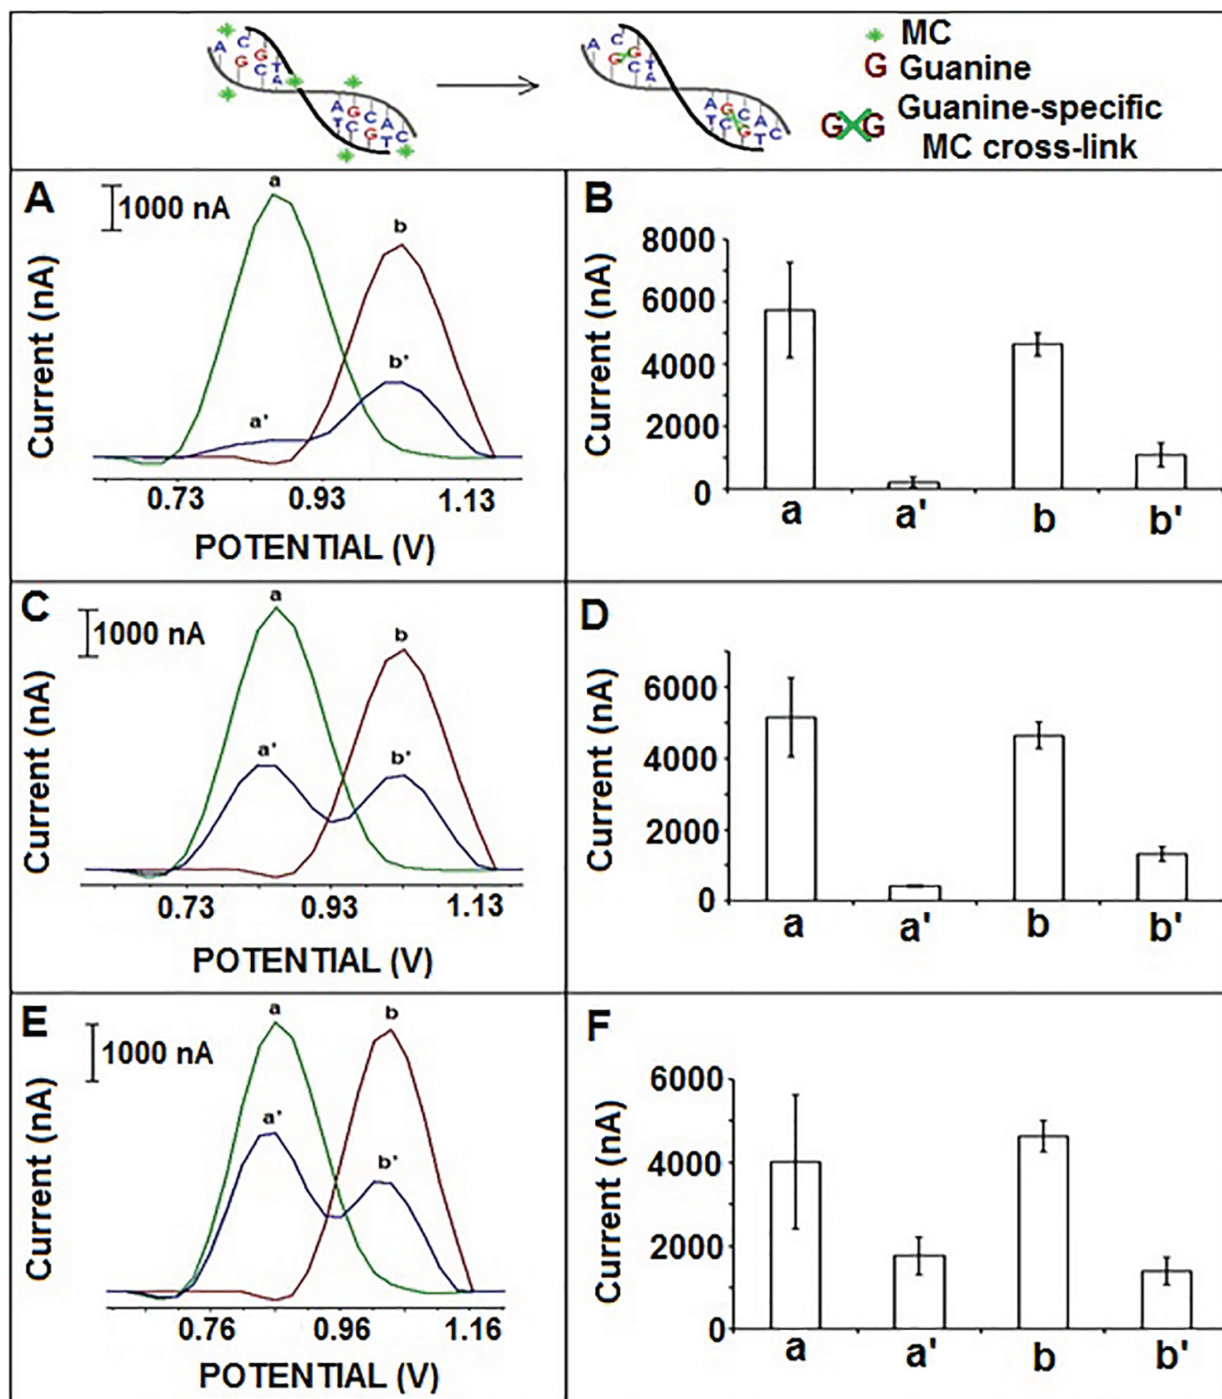 MC
G Guanine
GG Guanine-specific
MC cross-link
A C G G C T A
A G C A T C G T C
A C G G C T A
A G C A T C G T C
A
1000 nA
a
b
b'
a'
Current (nA)
0.73 0.93 1.13
POTENTIAL (V)
B
Current (nA)
8000
6000
4000
2000
0
a a' b b'
C
1000 nA
a
b
a'
b'
Current (nA)
0.73 0.93 1.13
POTENTIAL (V)
D
Current (nA)
6000
4000
2000
0
a a' b b'
E
1000 nA
a
b
a'
b'
Current (nA)
0.76 0.96 1.16
POTENTIAL (V)
F
Current (nA)
6000
4000
2000
0
a a' b b'